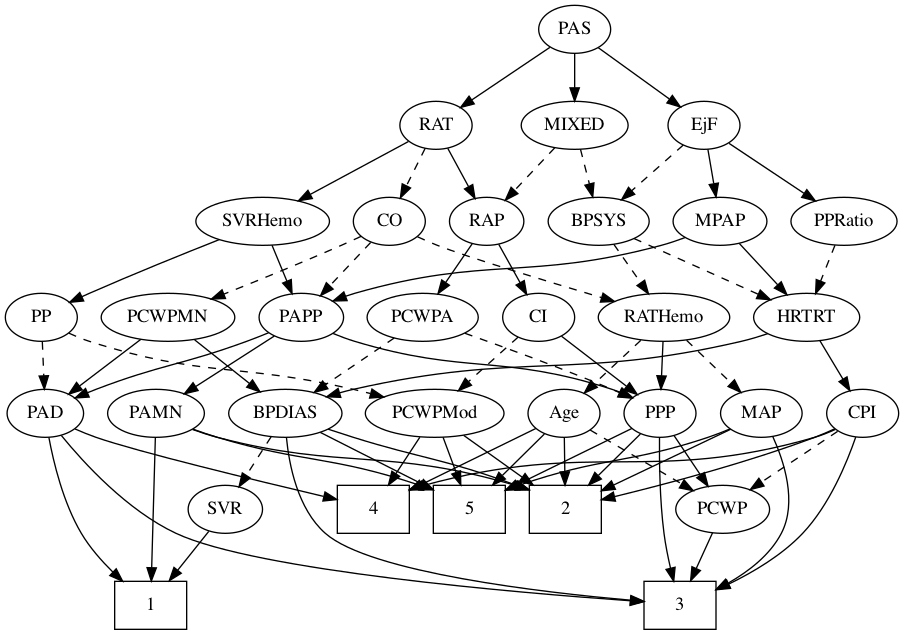 PAS
RAT MIXED EjF
SVRHemo CO RAP BPSYS MPAP PPRatio
PP PCWPMN PAPP PCWPA CI RATHemo HRTRT
PAD PAMN BPDIAS PCWPMod Age PPP MAP CPI
SVR 4 5 2 PCWP
1 3